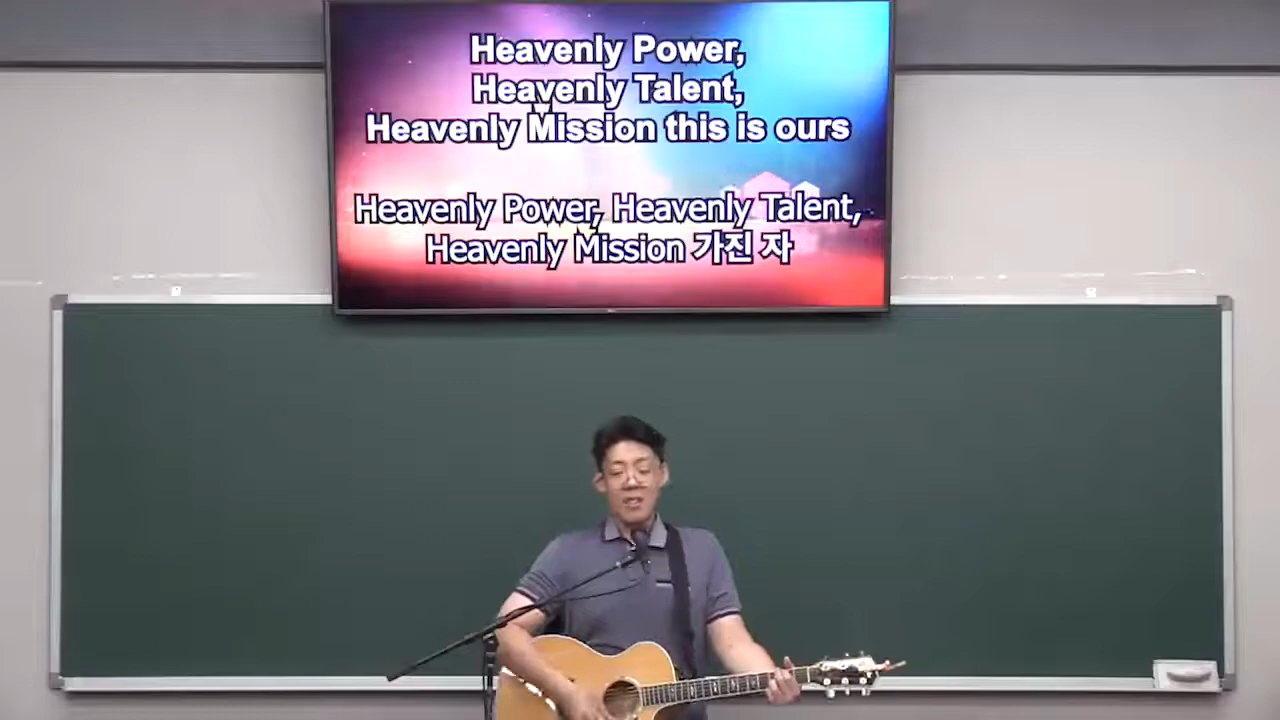 Heavenly Power,
Heavenly Talent,
Heavenly Mission this is ours
Heavenly Power, Heavenly Talent,
Heavenly Mission 가진 자